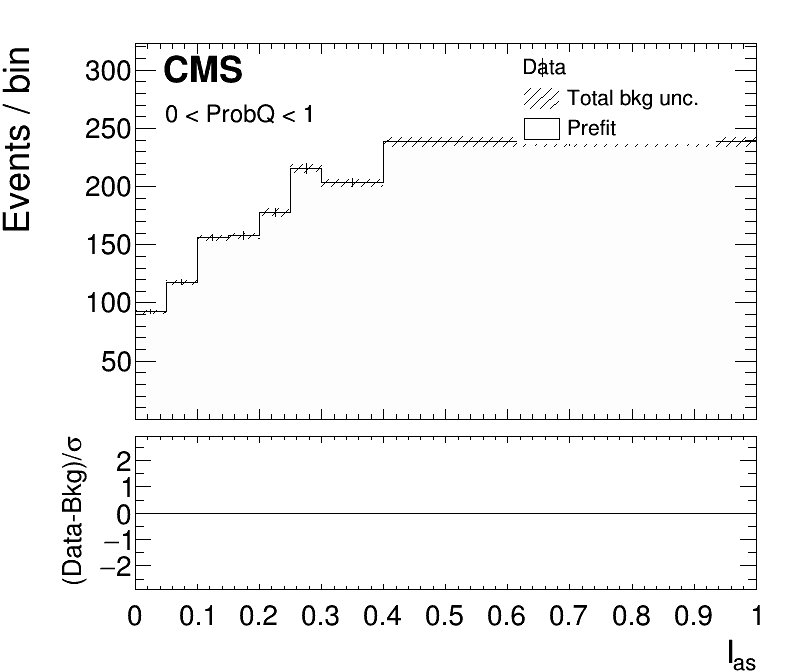 Events / bin
CMS
0 < ProbQ < 1
Data
Total bkg unc.
Prefit
300
250
200
150
100
50
(Data-Bkg)/σ
2
1
0
−1
−2
0 0.1 0.2 0.3 0.4 0.5 0.6 0.7 0.8 0.9 1
Ias